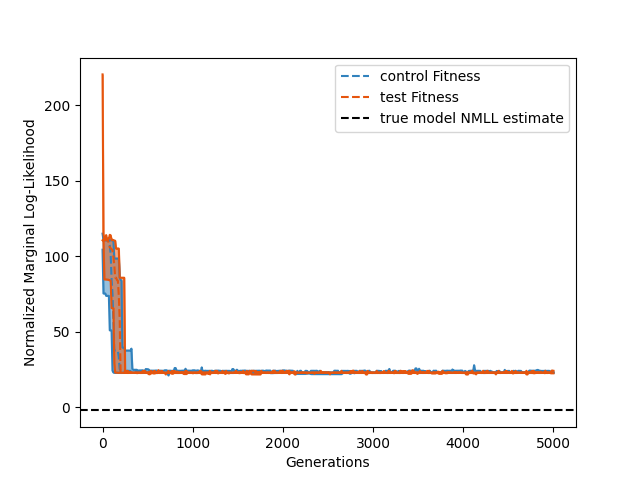 control Fitness
test Fitness
true model NMLL estimate
Normalized Marginal Log-Likelihood
200
150
100
50
0
0 1000 2000 3000 4000 5000
Generations